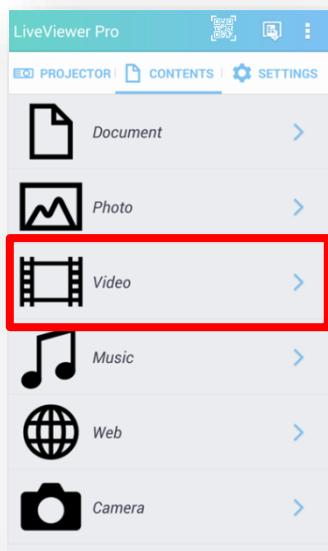 LiveViewer Pro
PROJECTOR CONTENTS SETTINGS
Document
Photo
Video
Music
Web
Camera